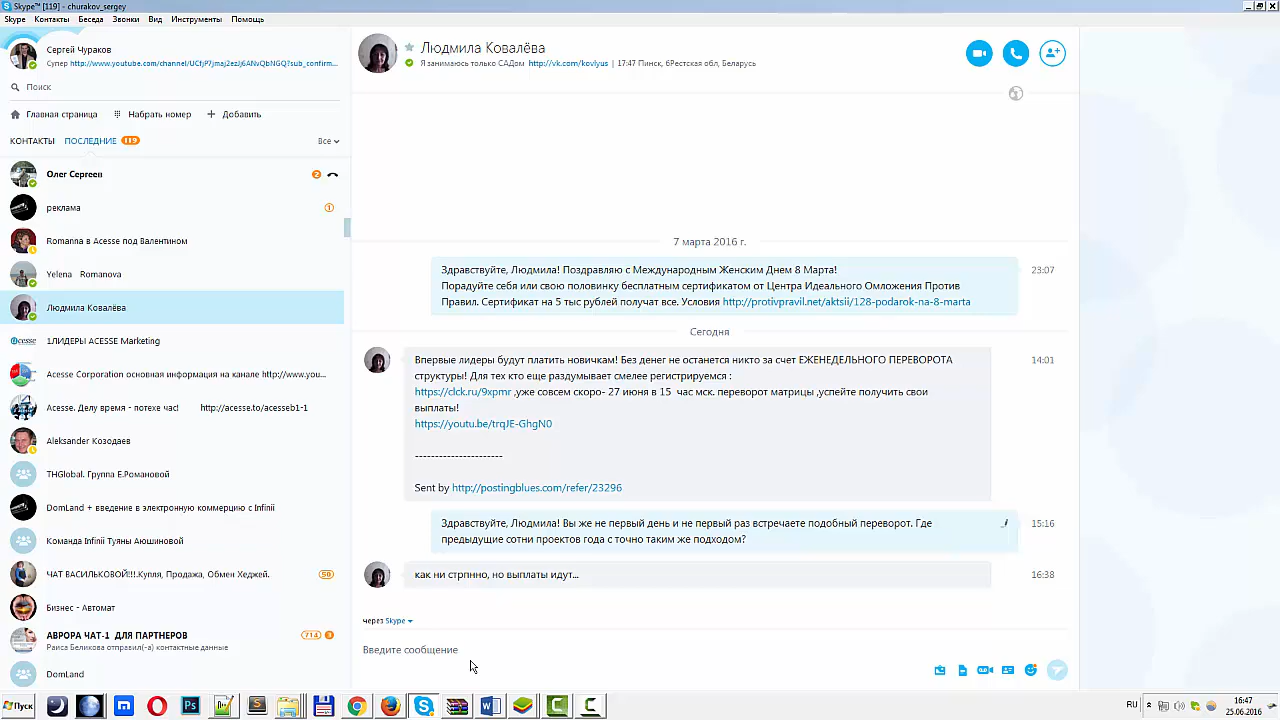 Skype™ [119] - churakov_sergey
Skype Контакты Беседа Звонки Вид Инструменты Помощь
Сергей Чураков
Супер http://www.youtube.com/channel/UCfjP7jmaj2ezJj6ANvQbNGQ?sub_confirm...
Поиск
Главная страница Набрать номер Добавить
КОНТАКТЫ ПОСЛЕДНИЕ 119 Все
Олег Сергеев 2
реклама 1
Romanna в Acesse под Валентином
Yelena Romanova
Людмила Ковалёва
1ЛИДЕРЫ ACESSE Marketing
Acesse Corporation основная информация на канале http://www.you...
Acesse. Делу время - потехе час! http://acesse.to/acesseb1-1
Aleksander Козодаев
THGlobal. Группа Е.Романовой
DomLand + введение в электронную коммерцию с Infinii
Команда Infinii Туяны Аюшиновой
ЧАТ ВАСИЛЬКОВОЙ!!!.Купля, Продажа, Обмен Хеджей. 50
Бизнес - Автомат
АВРОРА ЧАТ-1 ДЛЯ ПАРТНЕРОВ 714 3
Раиса Беликова отправил(-а) контактные данные
DomLand
Людмила Ковалёва
Я занимаюсь только САДом http://vk.com/kovlyus | 17:47 Пинск, бРестская обл, Беларусь
7 марта 2016 г.
Здравствуйте, Людмила! Поздравляю с Международным Женским Днем 8 Марта! 23:07
Порадуйте себя или свою половинку бесплатным сертификатом от Центра Идеального Омложения Против
Правил. Сертификат на 5 тыс рублей получат все. Условия http://protivpravil.net/aktsii/128-podarok-na-8-marta
Сегодня
Впервые лидеры будут платить новичкам! Без денег не останется никто за счет ЕЖЕНЕДЕЛЬНОГО ПЕРЕВОРОТА 14:01
структуры! Для тех кто еще раздумывает смелее регистрируемся :
https://clck.ru/9xpmr ,уже совсем скоро- 27 июня в 15 час мск. переворот матрицы ,успейте получить свои
выплаты!
https://youtu.be/trqJE-GhgN0
----------------------
Sent by http://postingblues.com/refer/23296
Здравствуйте, Людмила! Вы же не первый день и не первый раз встречаете подобный переворот. Где 15:16
предыдущие сотни проектов года с точно таким же подходом?
как ни стрпнно, но выплаты идут... 16:38
через Skype
Введите сообщение
Пуск RU 16:47
25.06.2016